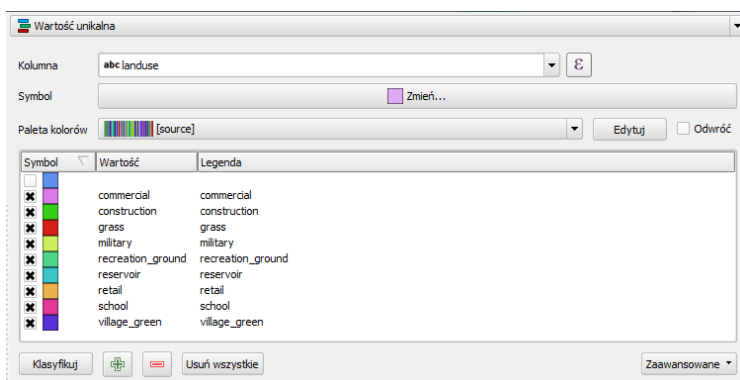 Wartość unikalna
Kolumna abc landuse ε
Symbol Zmień...
Paleta kolorów [source] Edytuj Odwróć
Symbol Wartość Legenda
commercial commercial
construction construction
grass grass
military military
recreation_ground recreation_ground
reservoir reservoir
retail retail
school school
village_green village_green
Klasyfikuj Usuń wszystkie Zaawansowane